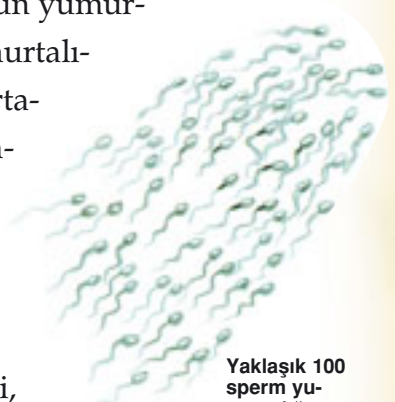 un yumur-
urtalı-
rta-
i,
Yaklaşık 100
sperm yu-